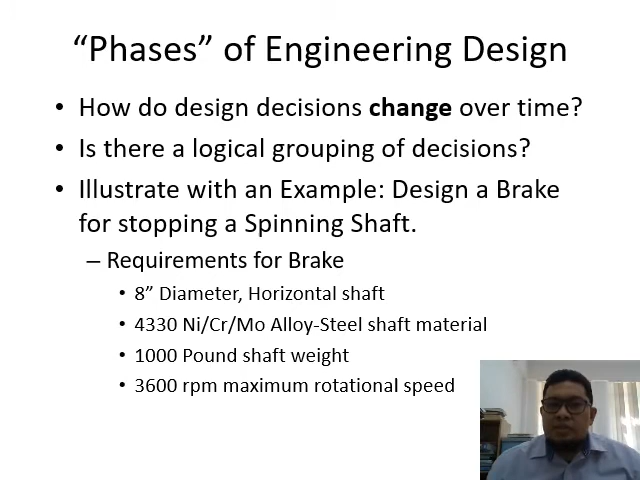 “Phases” of Engineering Design
• How do design decisions change over time?
• Is there a logical grouping of decisions?
• Illustrate with an Example: Design a Brake
for stopping a Spinning Shaft.
– Requirements for Brake
• 8” Diameter, Horizontal shaft
• 4330 Ni/Cr/Mo Alloy-Steel shaft material
• 1000 Pound shaft weight
• 3600 rpm maximum rotational speed